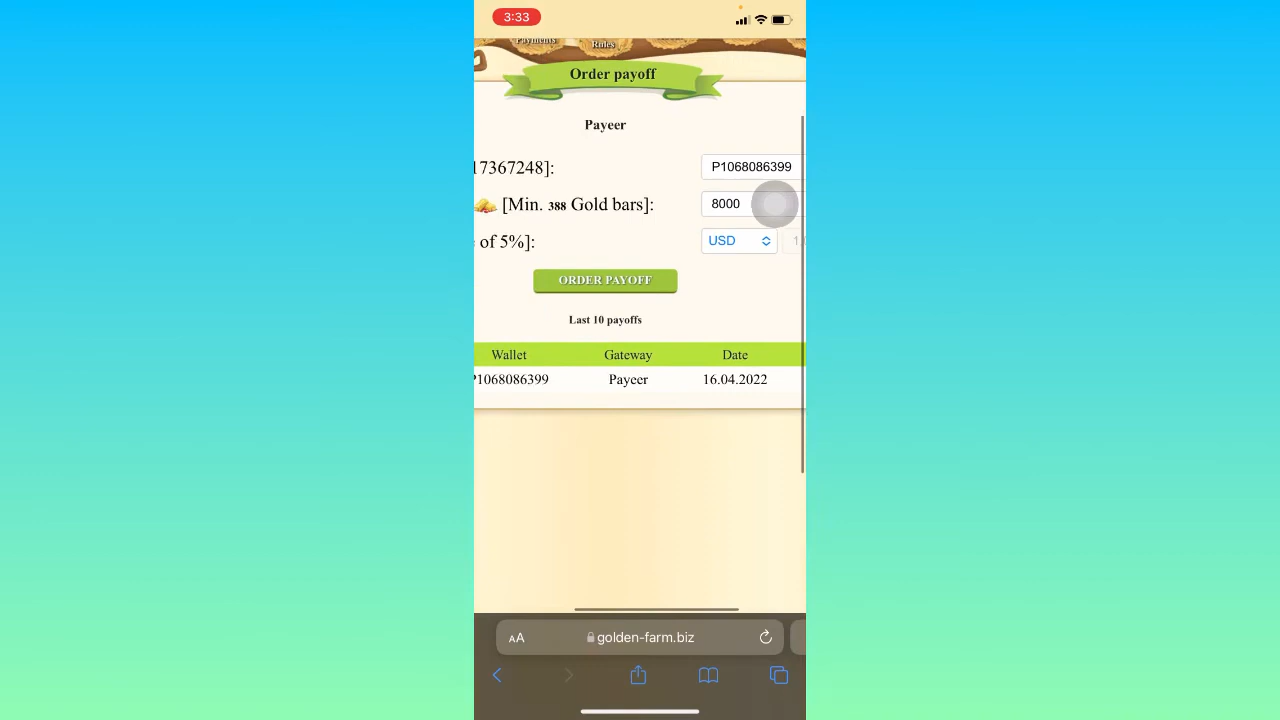 3:33
Payments
Rules
Order payoff
Payeer
17367248]:
P1068086399
[Min. 388 Gold bars]:
8000
of 5%]:
USD
ORDER PAYOFF
Last 10 payoffs
Wallet Gateway Date
P1068086399 Payeer 16.04.2022
AA
golden-farm.biz